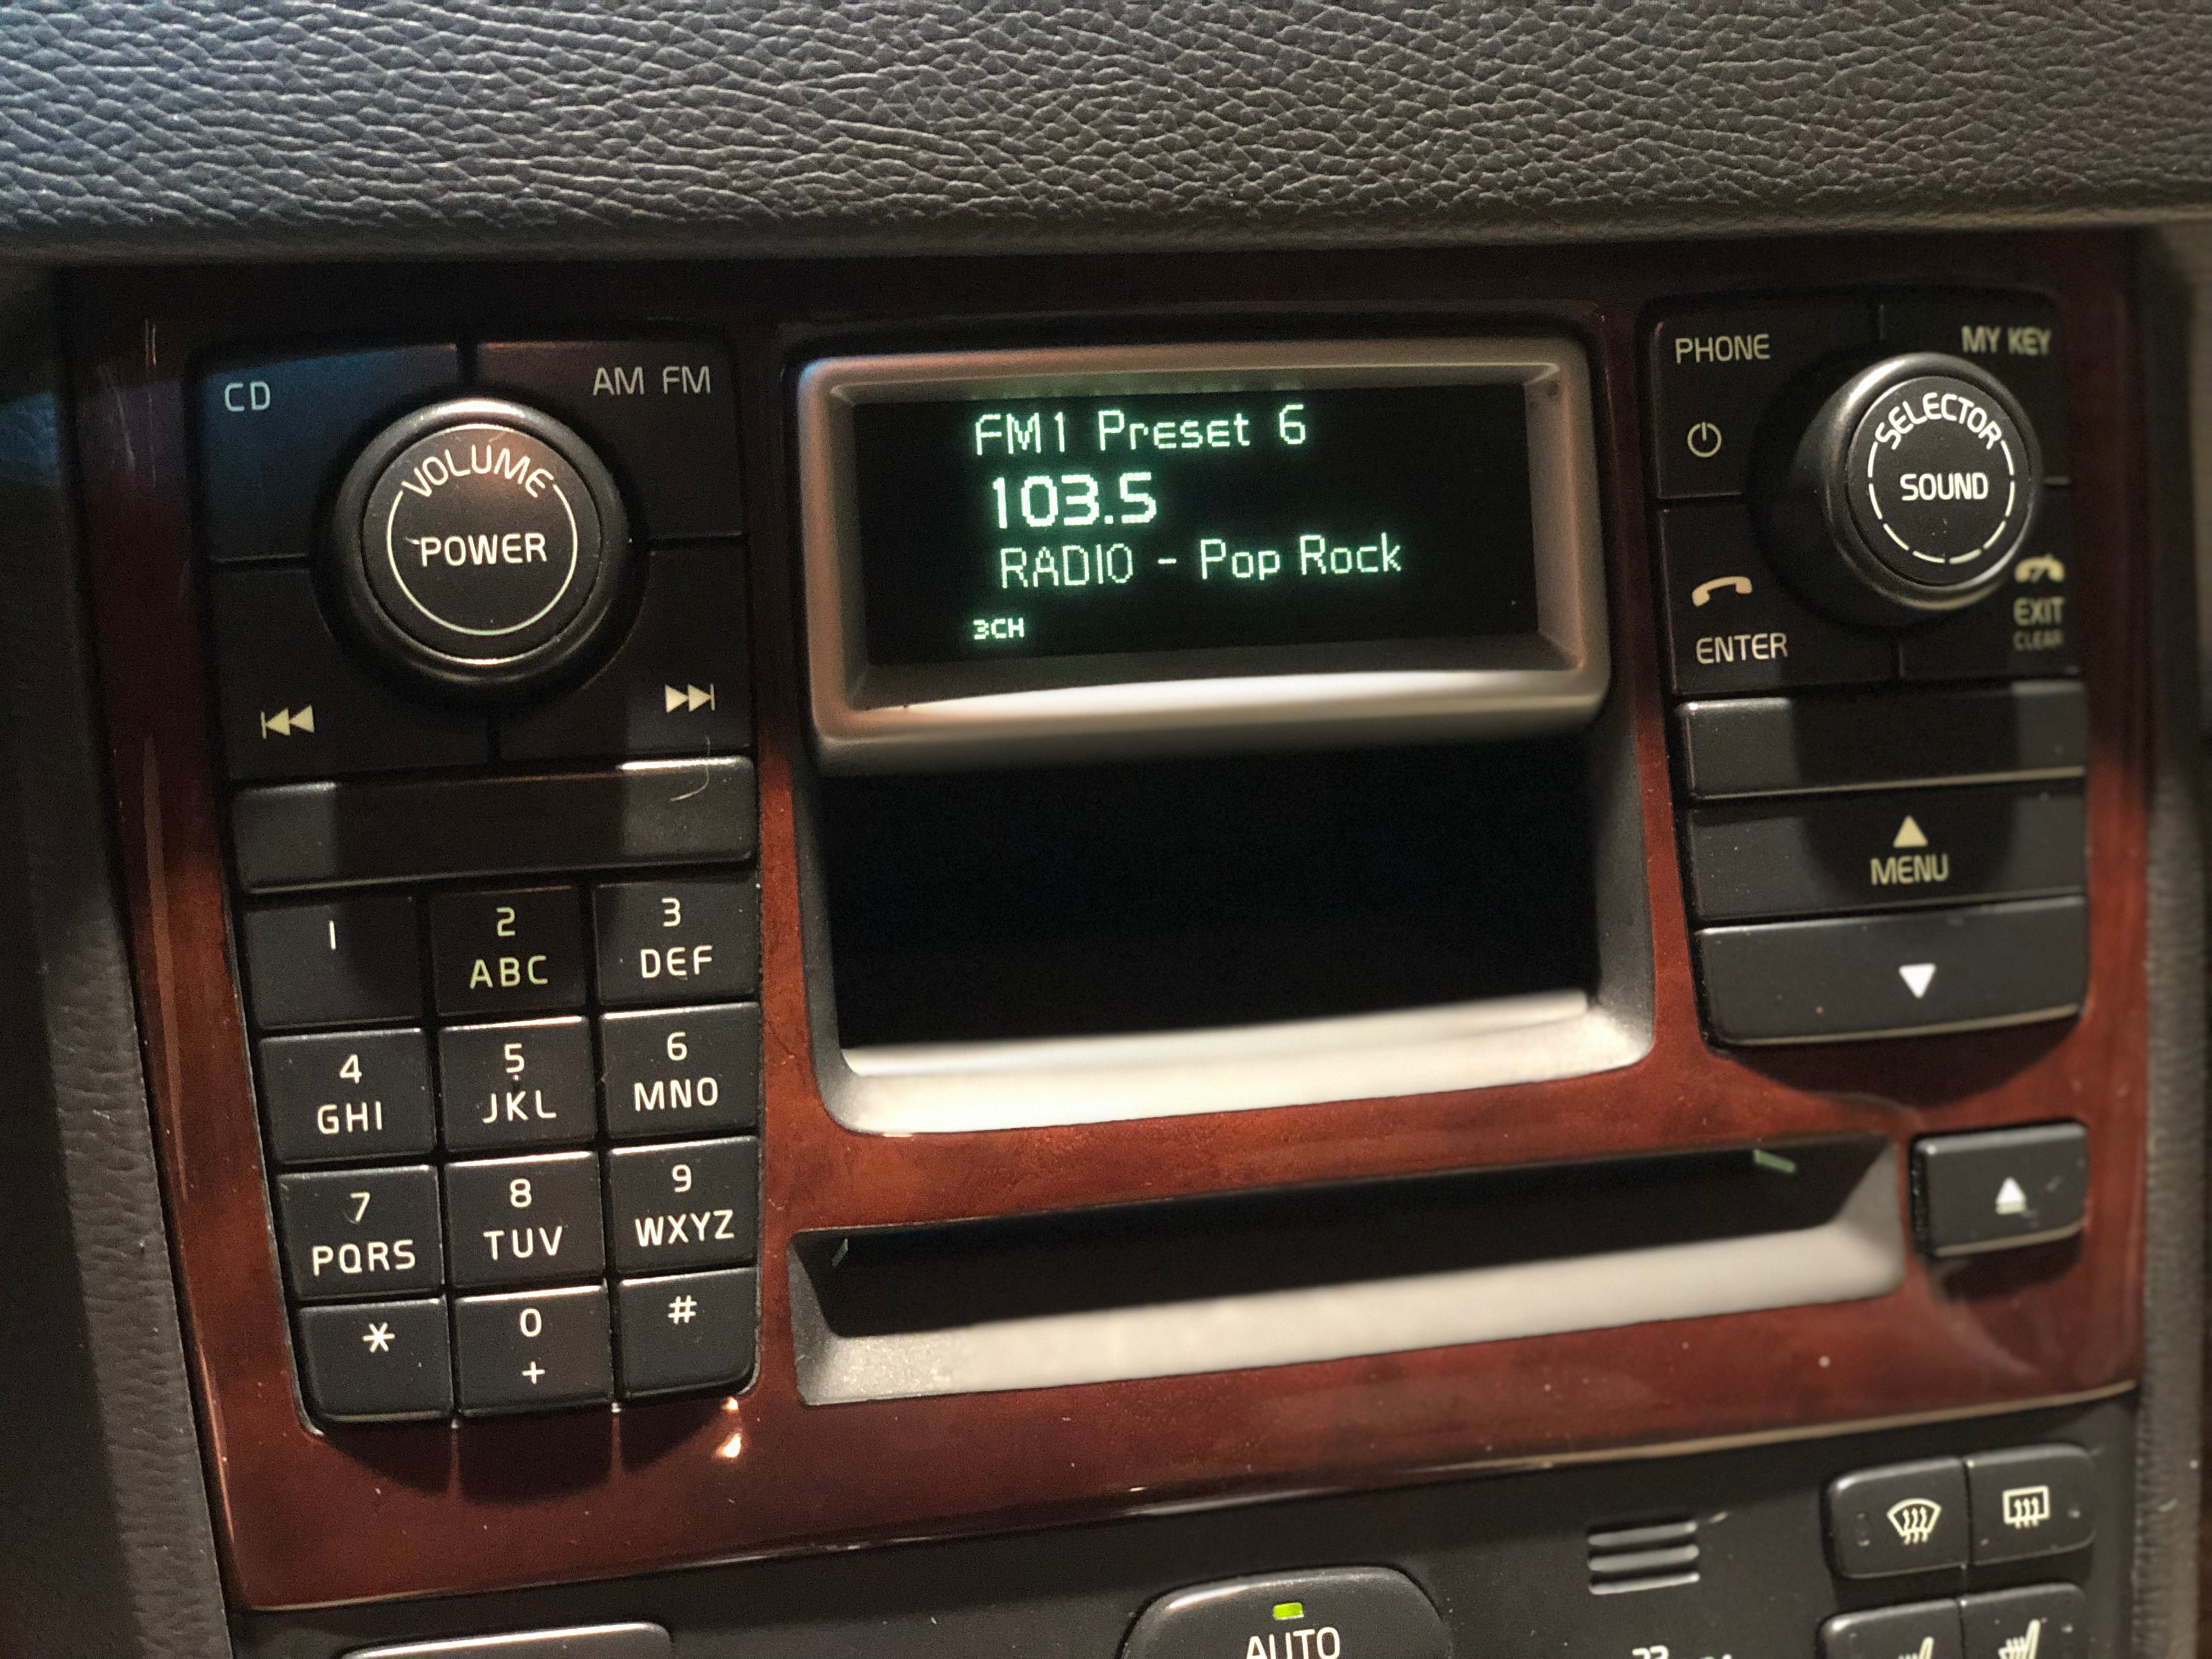 CD
AM FM
VOLUME
POWER
FM1 Preset 6
103.5
RADIO - Pop Rock
3CH
PHONE
MY KEY
SELECTOR
SOUND
ENTER
EXIT
CLEAR
MENU
1
2
ABC
3
DEF
4
GHI
5
JKL
6
MNO
7
PQRS
8
TUV
9
WXYZ
*
0
+
#
AUTO